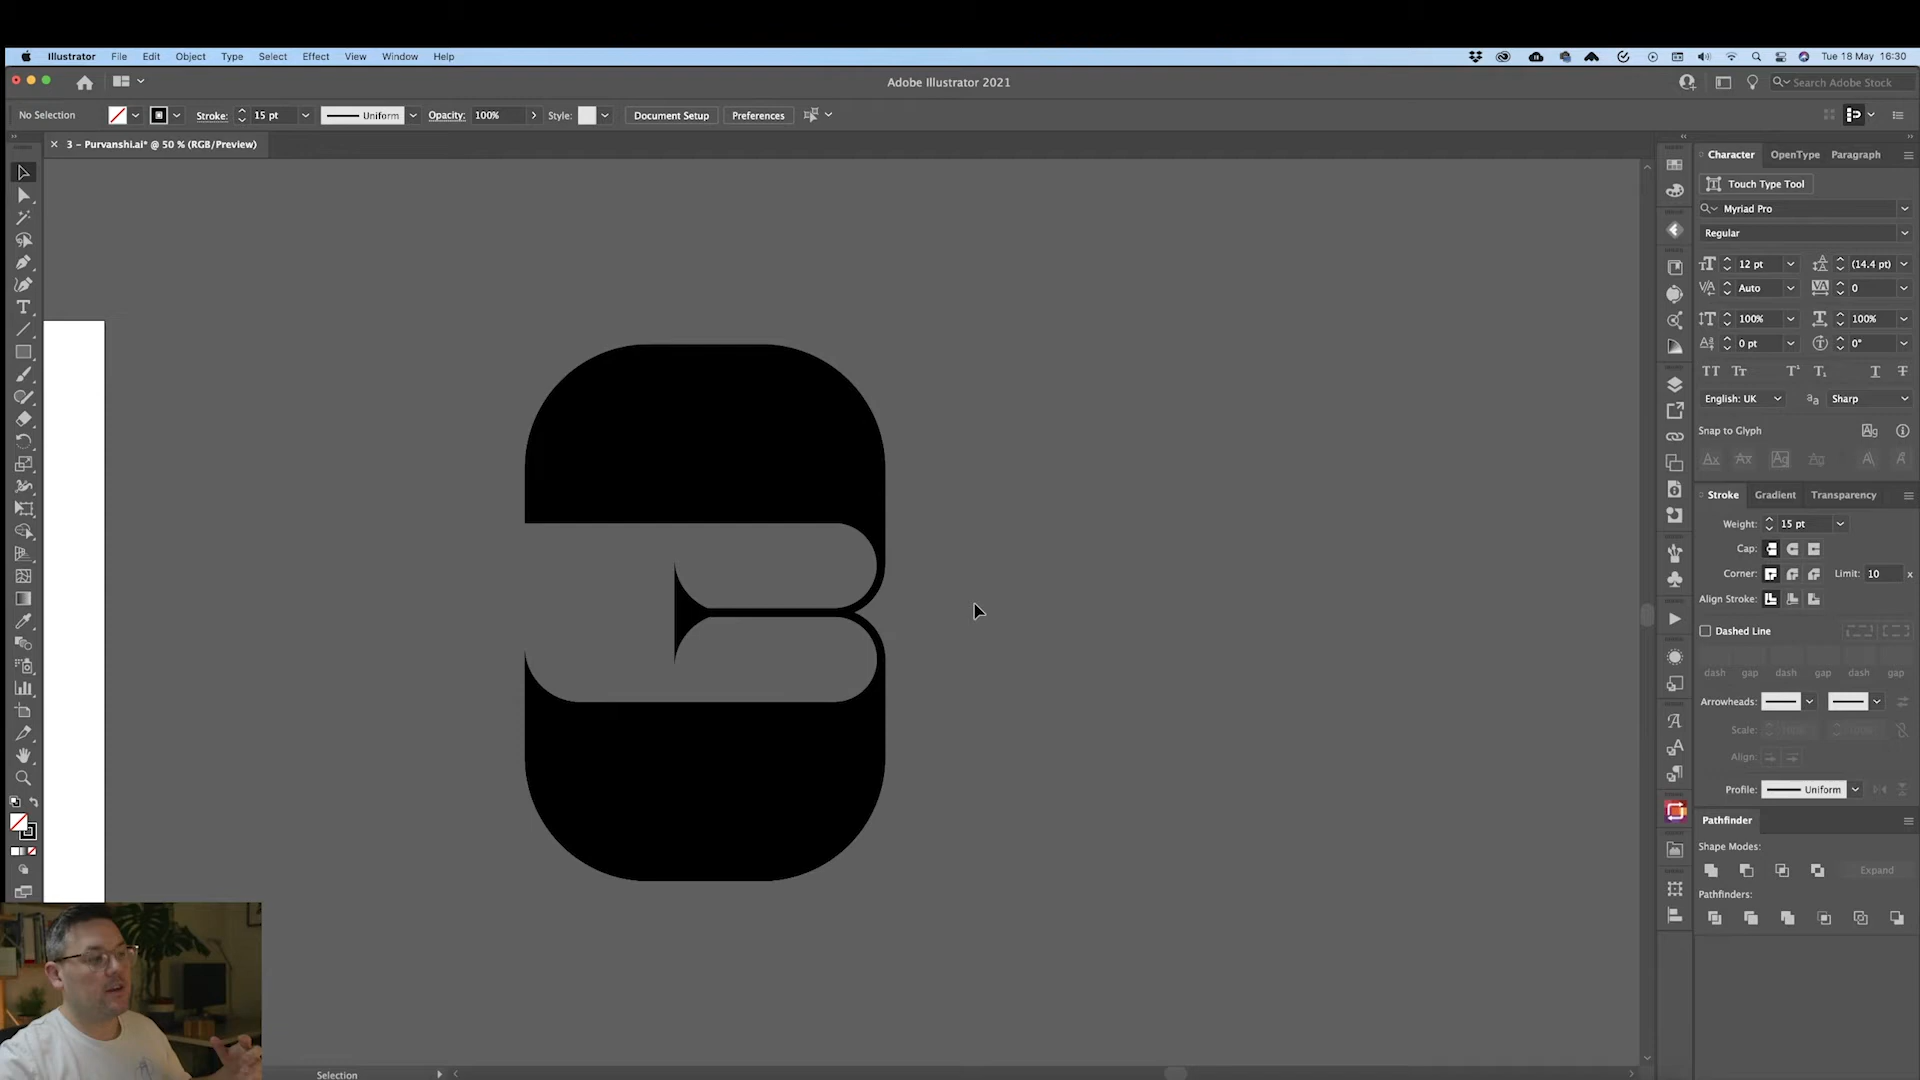 Illustrator File Edit Object Type Select Effect View Window Help Tue 18 May 16:30
Adobe Illustrator 2021 Search Adobe Stock
No Selection Stroke: 15 pt Uniform Opacity: 100% Style: Document Setup Preferences
3 – Purvanshi.ai* @ 50 % (RGB/Preview)
Character OpenType Paragraph
Touch Type Tool
Myriad Pro
Regular
12 pt (14.4 pt)
Auto 0
100% 100%
0 pt 0°
English: UK Sharp
Snap to Glyph
Stroke Gradient Transparency
Weight: 15 pt
Cap:
Corner: Limit: 10 x
Align Stroke:
Dashed Line
dash gap dash gap dash gap
Arrowheads:
Scale:
Align:
Profile: Uniform
Pathfinder
Shape Modes:
Expand
Pathfinders:
3
Selection